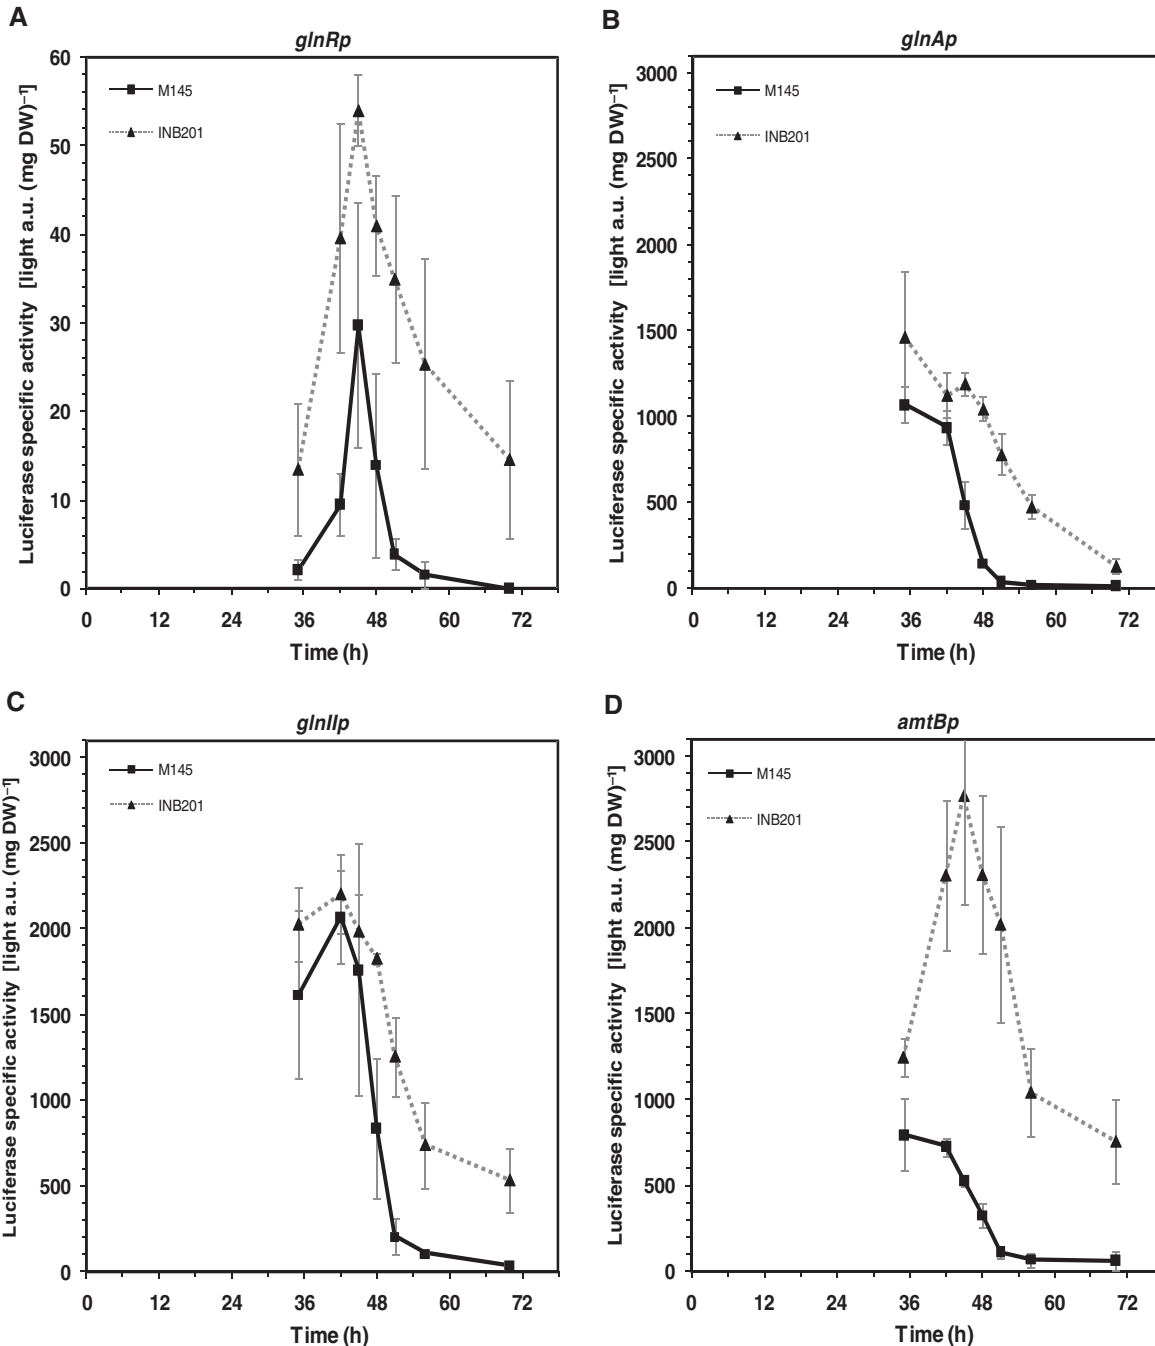 A
glnRp
Luciferase specific activity [light a.u. (mg DW)⁻¹]
60
50
40
30
20
10
0
M145
INB201
0 12 24 36 48 60 72
Time (h)
B
glnAp
Luciferase specific activity [light a.u. (mg DW)⁻¹]
3000
2500
2000
1500
1000
500
0
M145
INB201
0 12 24 36 48 60 72
Time (h)
C
glnIIp
Luciferase specific activity [light a.u. (mg DW)⁻¹]
3000
2500
2000
1500
1000
500
0
M145
INB201
0 12 24 36 48 60 72
Time (h)
D
amtBp
Luciferase specific activity [light a.u. (mg DW)⁻¹]
3000
2500
2000
1500
1000
500
0
M145
INB201
0 12 24 36 48 60 72
Time (h)